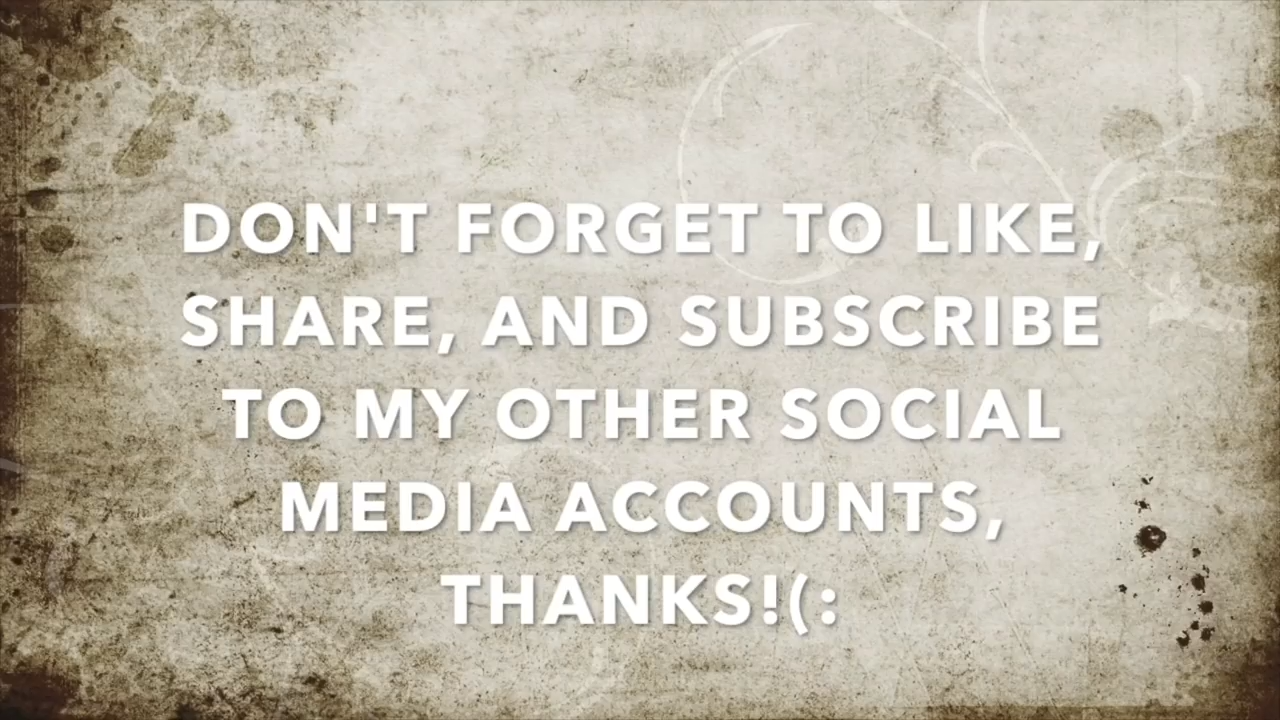 DON'T FORGET TO LIKE,
SHARE, AND SUBSCRIBE
TO MY OTHER SOCIAL
MEDIA ACCOUNTS,
THANKS!(: